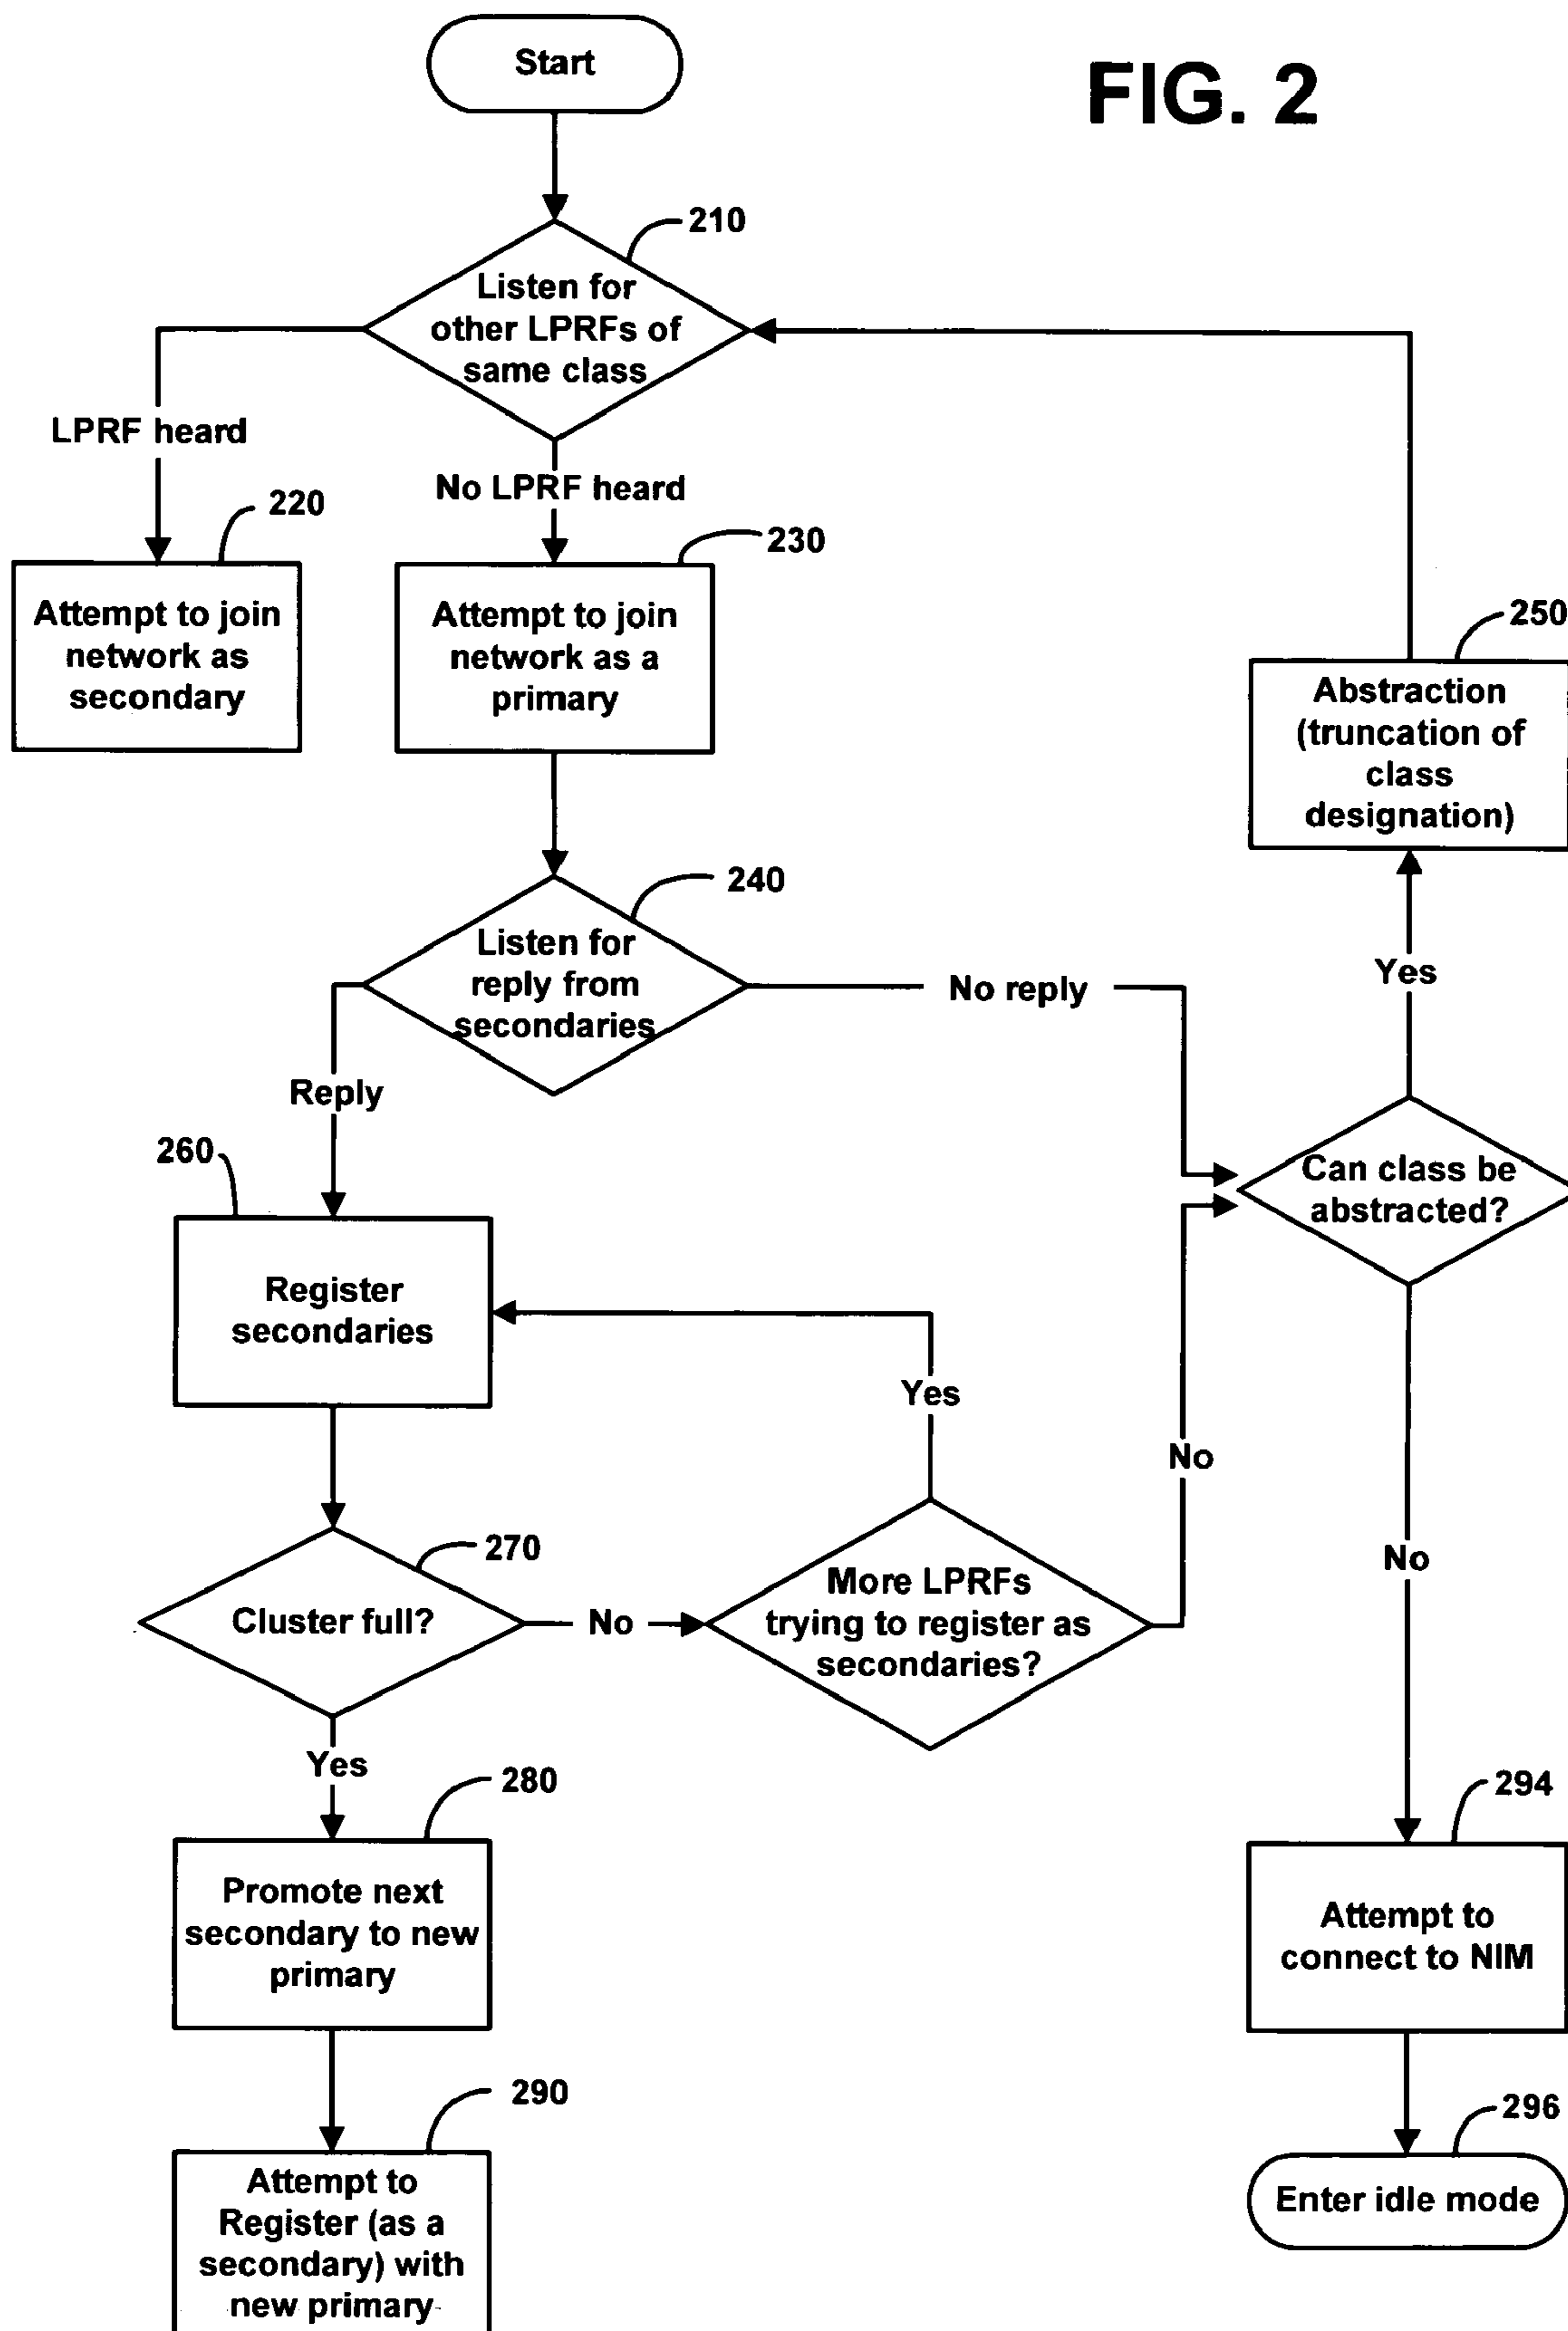 Start
FIG. 2
210
Listen for
other LPRFs of
same class
LPRF heard
No LPRF heard
220
230
Attempt to join
network as
secondary
Attempt to join
network as a
primary
250
Abstraction
(truncation of
class
designation)
240
Listen for
reply from
secondaries
No reply
Yes
Reply
260
Can class be
abstracted?
Register
secondaries
Yes
No
270
Cluster full?
No
More LPRFs
trying to register as
secondaries?
No
Yes
280
Promote next
secondary to new
primary
294
Attempt to
connect to NIM
290
Attempt to
Register (as a
secondary) with
new primary
296
Enter idle mode